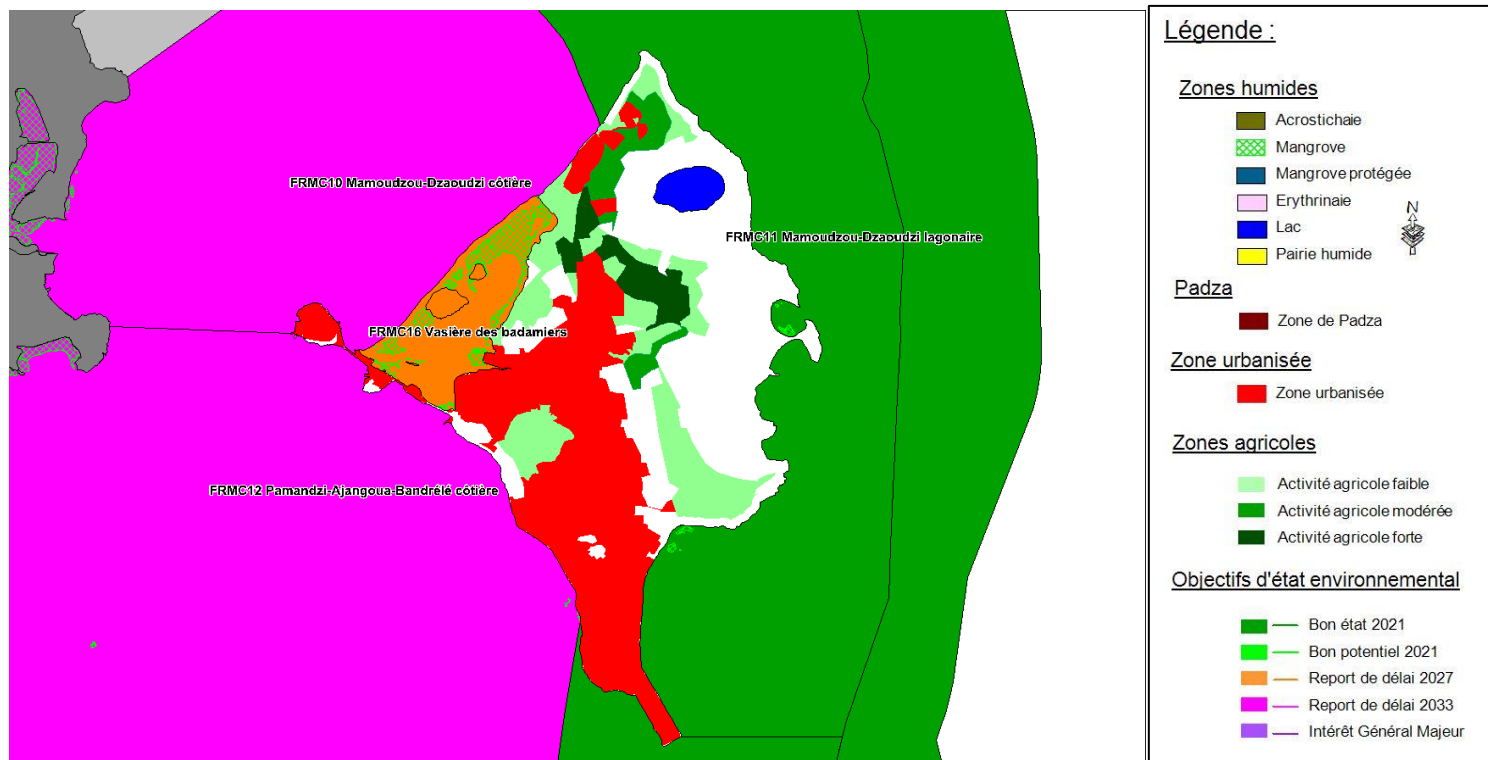 FRMC10 Mamoudzou-Dzaoudzi côtière
FRMC11 Mamoudzou-Dzaoudzi lagonaire
FRMC16 Vasière des badamiers
FRMC12 Pamandzi-Ajangoua-Bandrélé côtière
Légende :
Zones humides
Acrostichaie
Mangrove
Mangrove protégée
Erythrinaie
Lac
Pairie humide
N
Padza
Zone de Padza
Zone urbanisée
Zone urbanisée
Zones agricoles
Activité agricole faible
Activité agricole modérée
Activité agricole forte
Objectifs d'état environnemental
Bon état 2021
Bon potentiel 2021
Report de délai 2027
Report de délai 2033
Intérêt Général Majeur